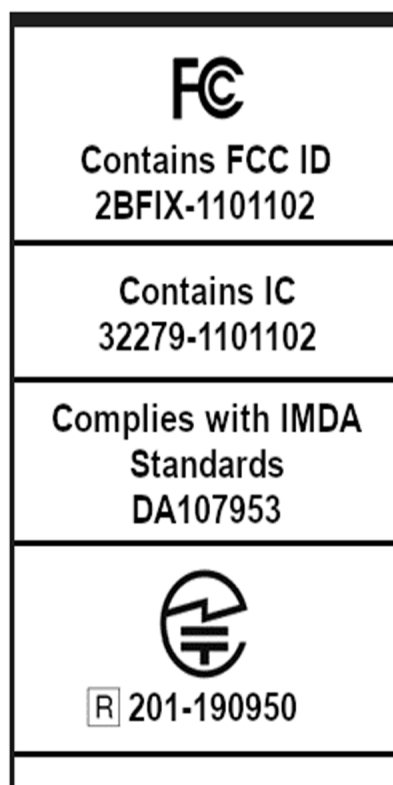 FC
Contains FCC ID
2BFIX-1101102
Contains IC
32279-1101102
Complies with IMDA
Standards
DA107953
R 201-190950